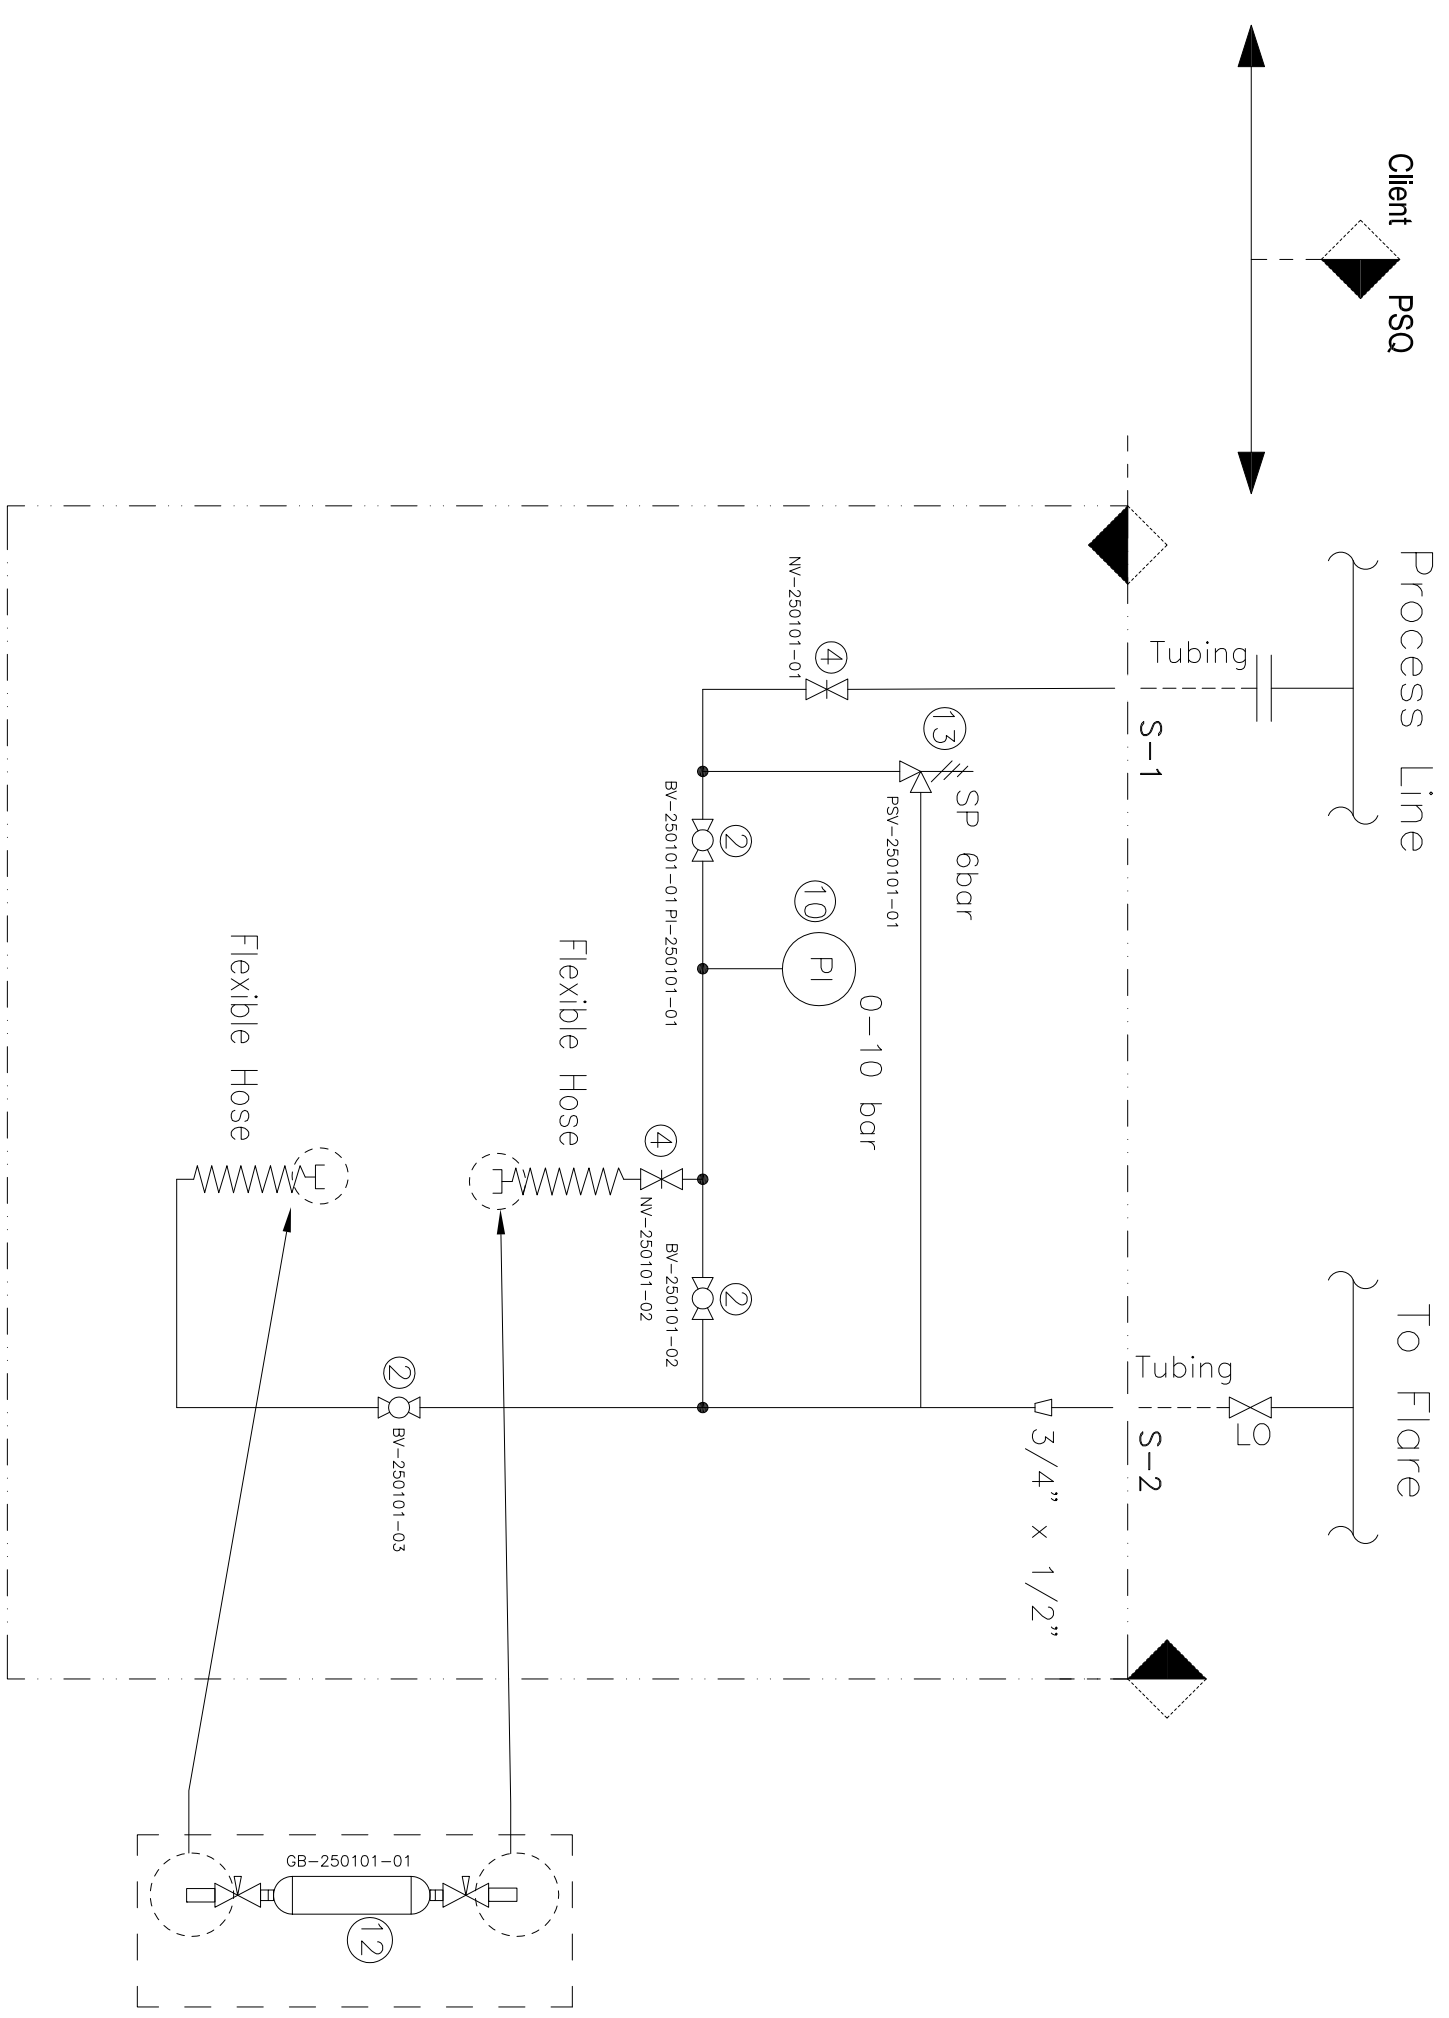 Client
PSQ
Process Line
To Flare
Tubing
S-1
Tubing
LO
S-2
3/4” x 1/2”
NV-250101-01
4
13
SP 6bar
PSV-250101-01
2
BV-250101-01
10
PI
PI-250101-01
0-10 bar
4
NV-250101-02
2
BV-250101-02
Flexible Hose
Flexible Hose
2
BV-250101-03
GB-250101-01
12